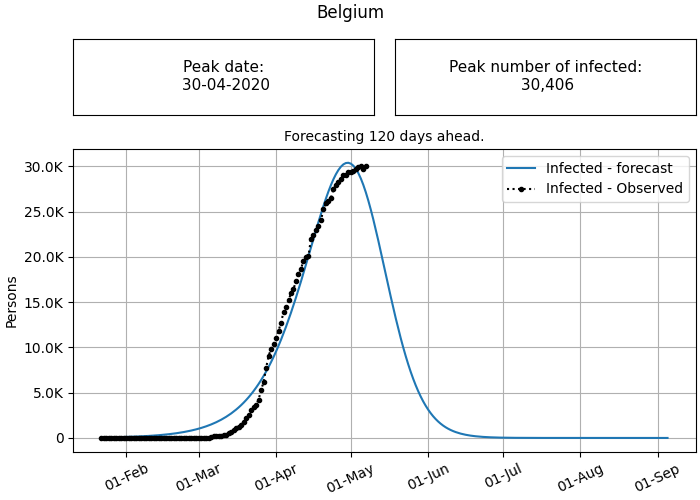 Belgium
Peak date:
30-04-2020
Peak number of infected:
30,406
Forecasting 120 days ahead.
30.0K
25.0K
20.0K
15.0K
10.0K
5.0K
0
Persons
Infected - forecast
Infected - Observed
01-Feb
01-Mar
01-Apr
01-May
01-Jun
01-Jul
01-Aug
01-Sep